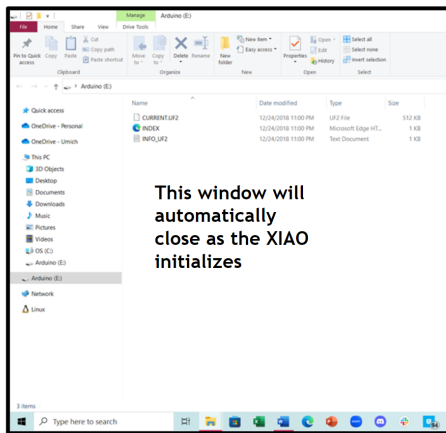 Manage Arduino (E:)
File Home Share View Drive Tools
Pin to Quick access
Copy
Paste
Cut
Copy path
Paste shortcut
Clipboard
Move to
Copy to
Delete
Rename
Organize
New folder
New item
Easy access
New
Properties
Open
Edit
History
Open
Select all
Select none
Invert selection
Select
Arduino (E:)
Name Date modified Type Size
CURRENT.UF2 12/24/2018 11:00 PM UF2 File 512 KB
INDEX 12/24/2018 11:00 PM Microsoft Edge HT... 1 KB
INFO_UF2 12/24/2018 11:00 PM Text Document 1 KB
Quick access
OneDrive - Personal
OneDrive - Umich
This PC
3D Objects
Desktop
Documents
Downloads
Music
Pictures
Videos
OS (C:)
Arduino (E:)
Arduino (E:)
Network
Linux
This window will
automatically
close as the XIAO
initializes
3 items
Type here to search